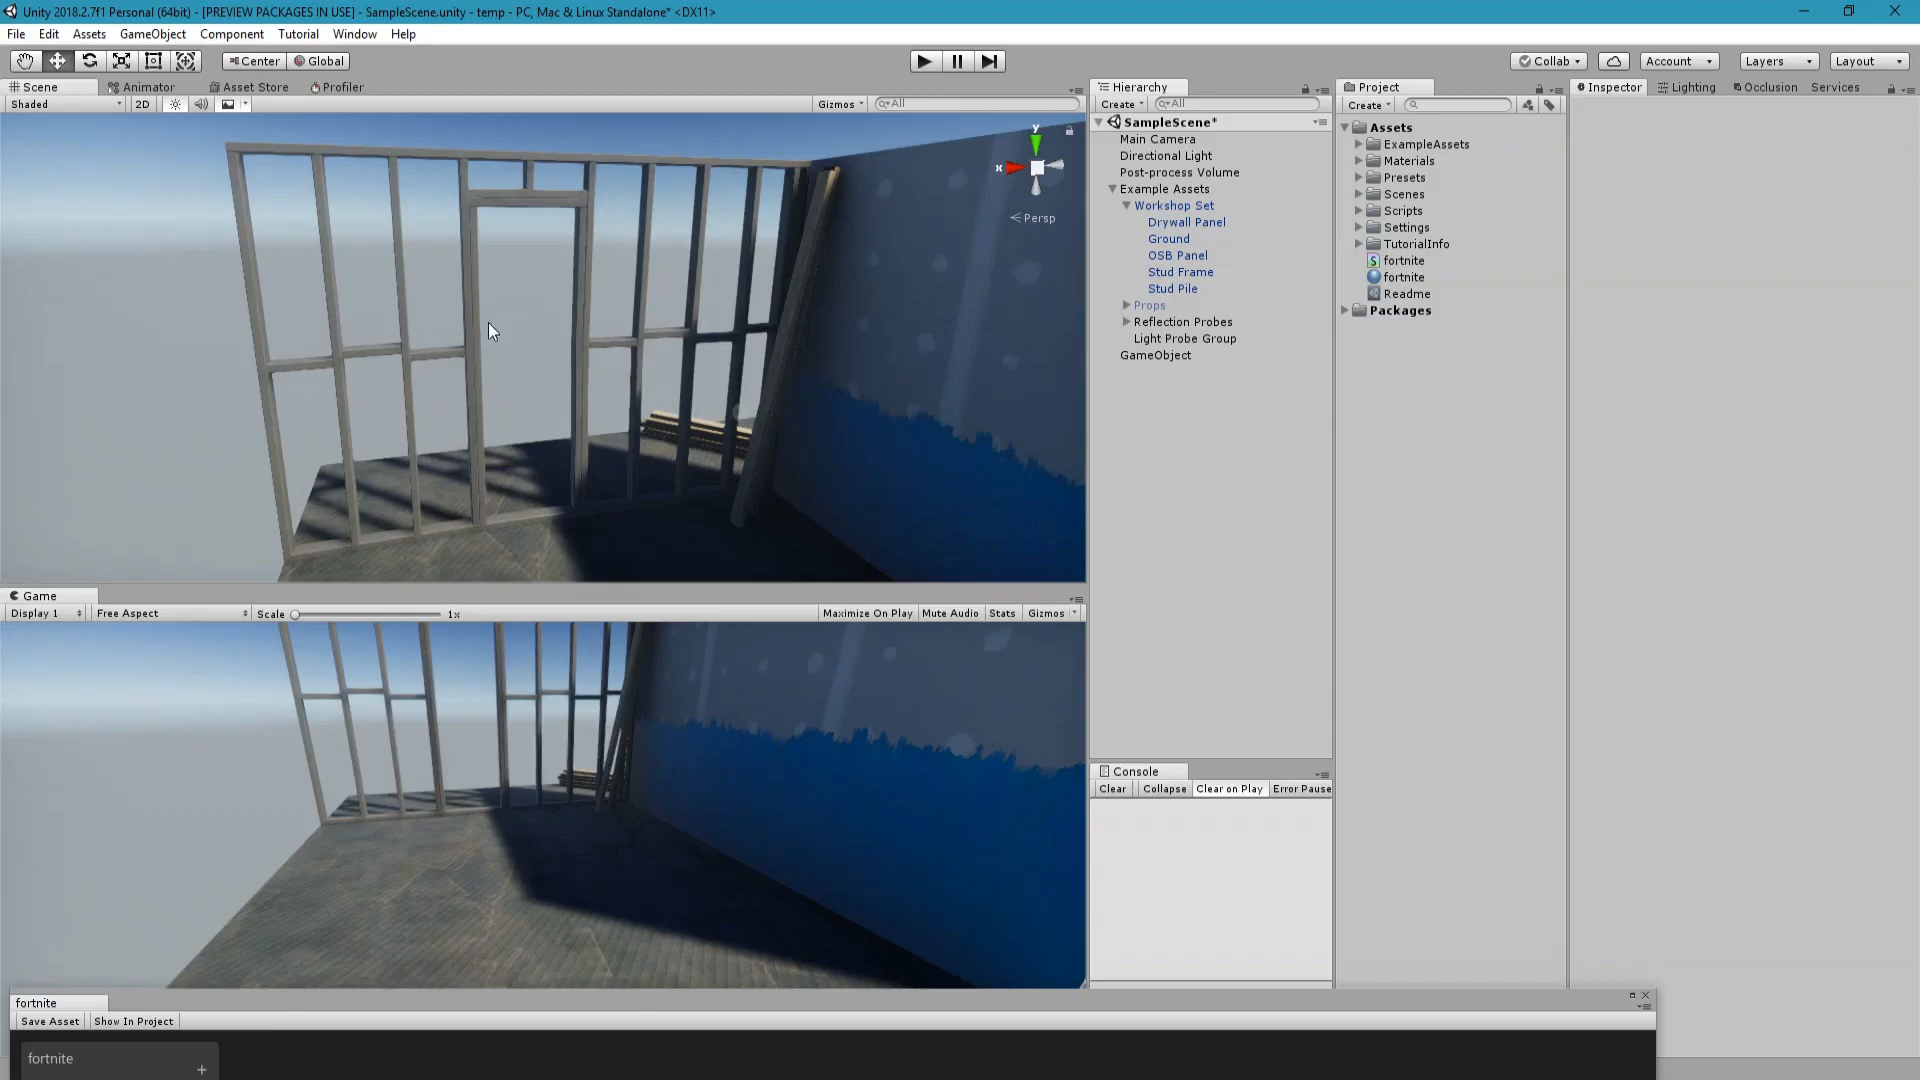 Unity 2018.2.7f1 Personal (64bit) - [PREVIEW PACKAGES IN USE] - SampleScene.unity - temp - PC, Mac & Linux Standalone* <DX11>
File Edit Assets GameObject Component Tutorial Window Help
Center Global Collab Account Layers Layout
Scene Animator Asset Store Profiler
Shaded 2D Gizmos All
y
x
Persp
Hierarchy
Create All
SampleScene*
Main Camera
Directional Light
Post-process Volume
Example Assets
Workshop Set
Drywall Panel
Ground
OSB Panel
Stud Frame
Stud Pile
Props
Reflection Probes
Light Probe Group
GameObject
Project
Create
Assets
ExampleAssets
Materials
Presets
Scenes
Scripts
Settings
TutorialInfo
fortnite
fortnite
Readme
Packages
Inspector Lighting Occlusion Services
Game
Display 1 Free Aspect Scale 1x Maximize On Play Mute Audio Stats Gizmos
Console
Clear Collapse Clear on Play Error Pause
fortnite
Save Asset Show In Project
fortnite
+